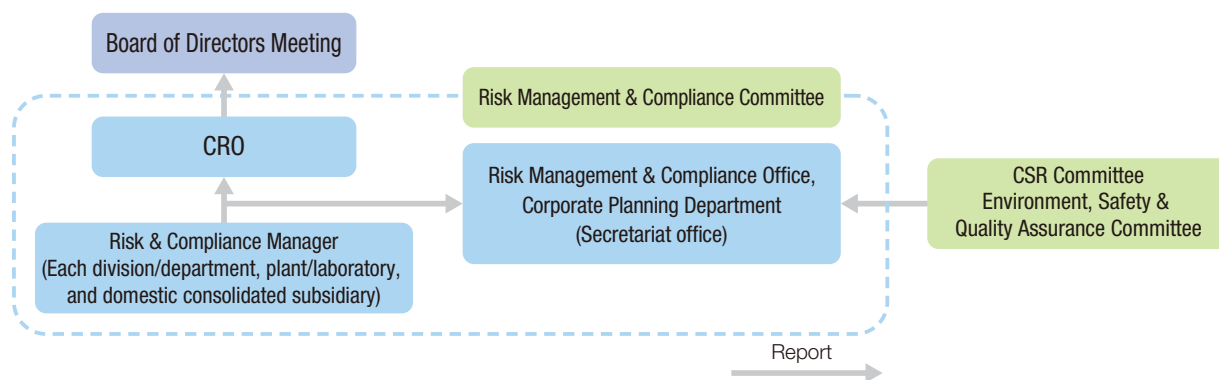 Board of Directors Meeting
Risk Management & Compliance Committee
CRO
Risk Management & Compliance Office,
Corporate Planning Department
(Secretariat office)
CSR Committee
Environment, Safety &
Quality Assurance Committee
Risk & Compliance Manager
(Each division/department, plant/laboratory,
and domestic consolidated subsidiary)
Report